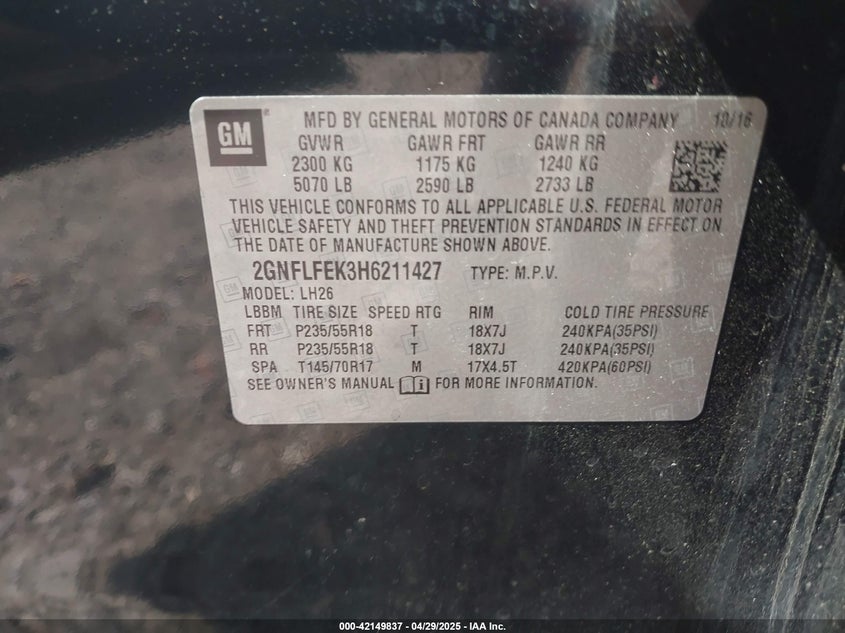 GM
MFD BY GENERAL MOTORS OF CANADA COMPANY 10/16
GVWR GAWR FRT GAWR RR
2300 KG 1175 KG 1240 KG
5070 LB 2590 LB 2733 LB
THIS VEHICLE CONFORMS TO ALL APPLICABLE U.S. FEDERAL MOTOR
VEHICLE SAFETY AND THEFT PREVENTION STANDARDS IN EFFECT ON
THE DATE OF MANUFACTURE SHOWN ABOVE.
2GNFLFEK3H6211427 TYPE: M.P.V.
MODEL: LH26
LBBM TIRE SIZE SPEED RTG RIM COLD TIRE PRESSURE
FRT P235/55R18 T 18X7J 240KPA(35PSI)
RR P235/55R18 T 18X7J 240KPA(35PSI)
SPA T145/70R17 M 17X4.5T 420KPA(60PSI)
SEE OWNER'S MANUAL FOR MORE INFORMATION.
000-42149837 - 04/29/2025 - IAA Inc.